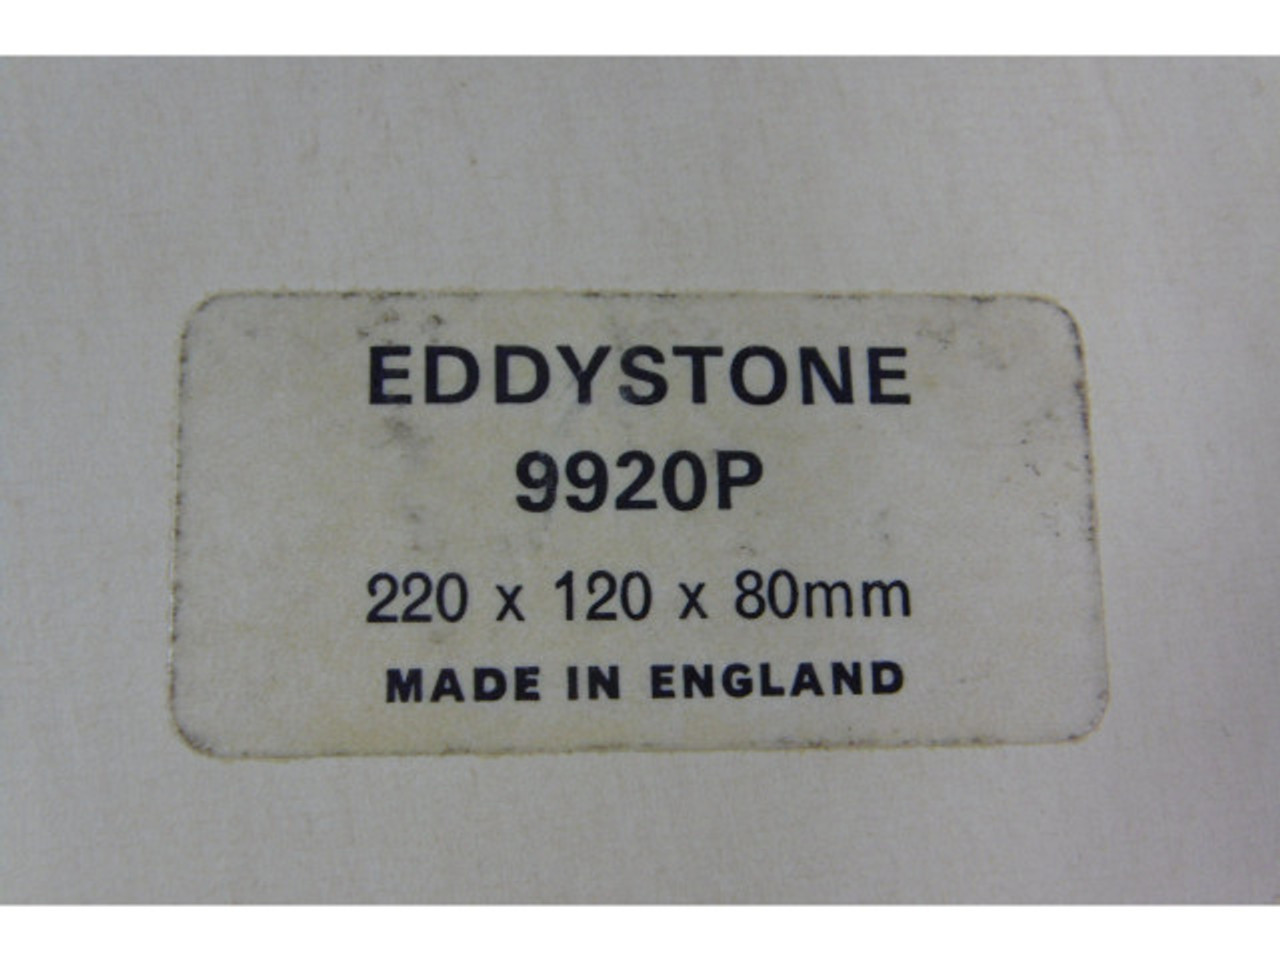 EDDYSTONE
9920P
220 x 120 x 80mm
MADE IN ENGLAND